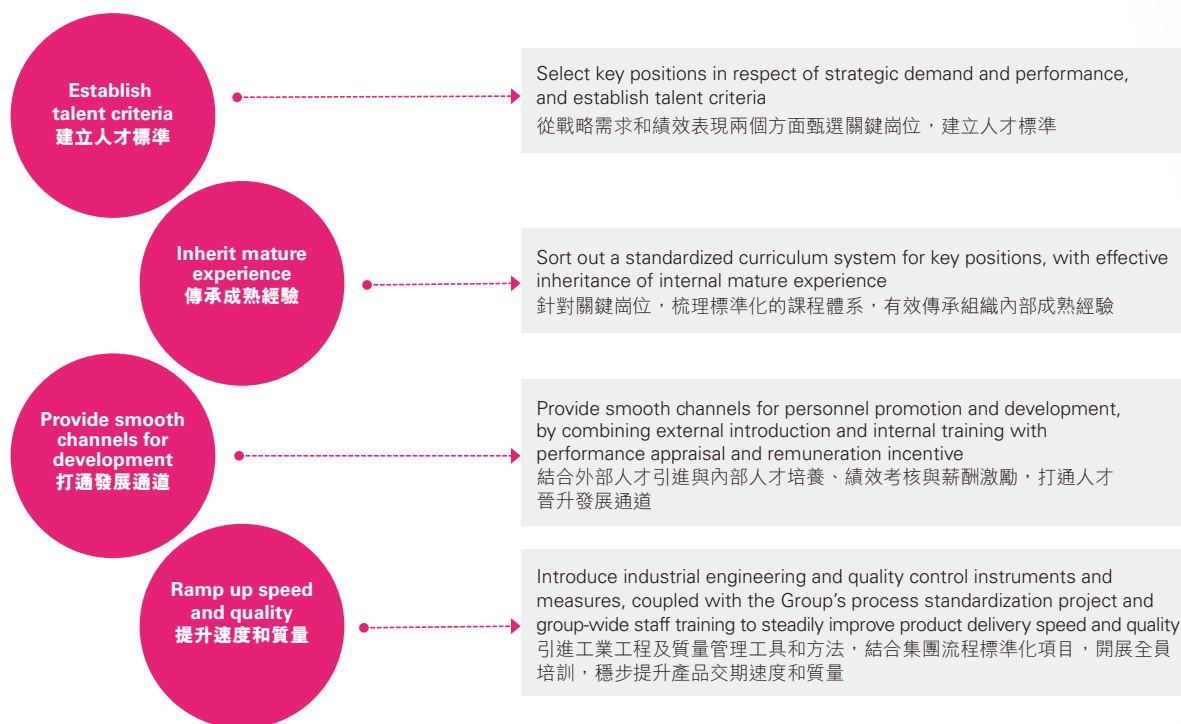 Establish
talent criteria
建立人才標準
Select key positions in respect of strategic demand and performance,
and establish talent criteria
從戰略需求和績效表現兩個方面甄選關鍵崗位，建立人才標準
Inherit mature
experience
傳承成熟經驗
Sort out a standardized curriculum system for key positions, with effective
inheritance of internal mature experience
針對關鍵崗位，梳理標準化的課程體系，有效傳承組織內部成熟經驗
Provide smooth
channels for
development
打通發展通道
Provide smooth channels for personnel promotion and development,
by combining external introduction and internal training with
performance appraisal and remuneration incentive
結合外部人才引進與內部人才培養、績效考核與薪酬激勵，打通人才
晉升發展通道
Ramp up speed
and quality
提升速度和質量
Introduce industrial engineering and quality control instruments and
measures, coupled with the Group's process standardization project and
group-wide staff training to steadily improve product delivery speed and quality
引進工業工程及質量管理工具和方法，結合集團流程標準化項目，開展全員
培訓，穩步提升產品交期速度和質量